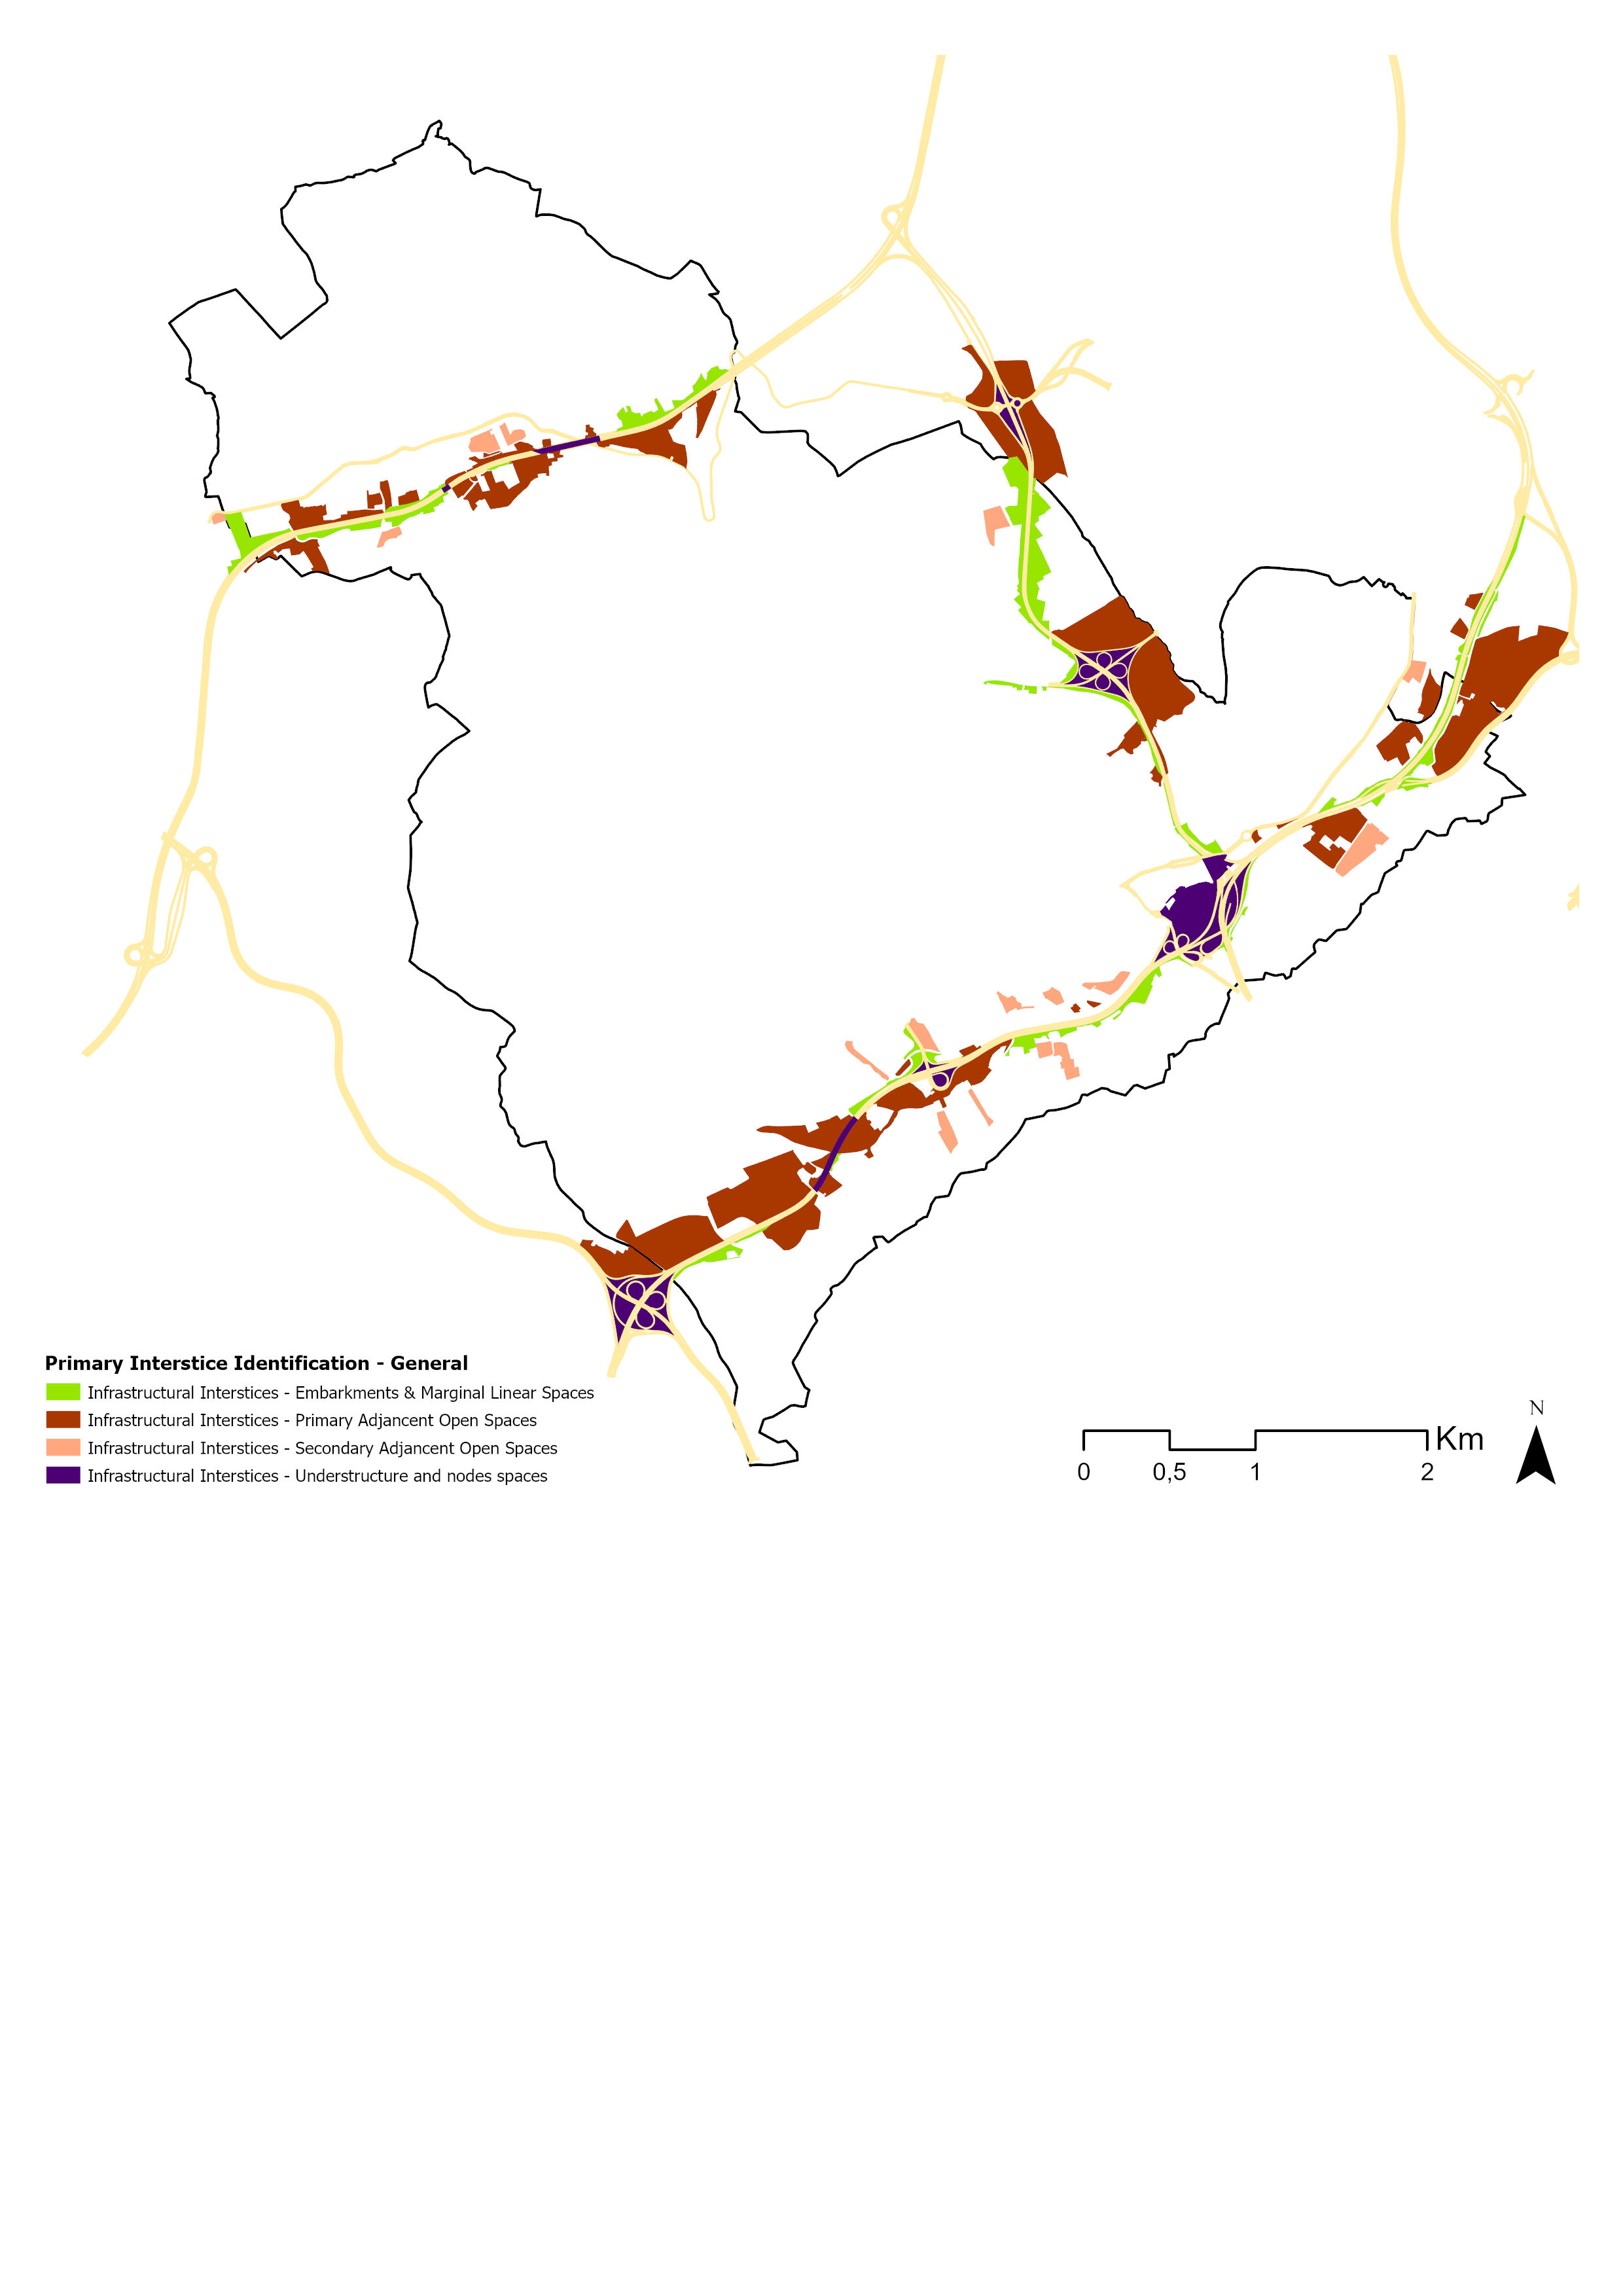 Primary Interstice Identification - General
Infrastructural Interstices - Embarkments & Marginal Linear Spaces
Infrastructural Interstices - Primary Adjancent Open Spaces
Infrastructural Interstices - Secondary Adjancent Open Spaces
Infrastructural Interstices - Understructure and nodes spaces
N
Km
0 0,5 1 2